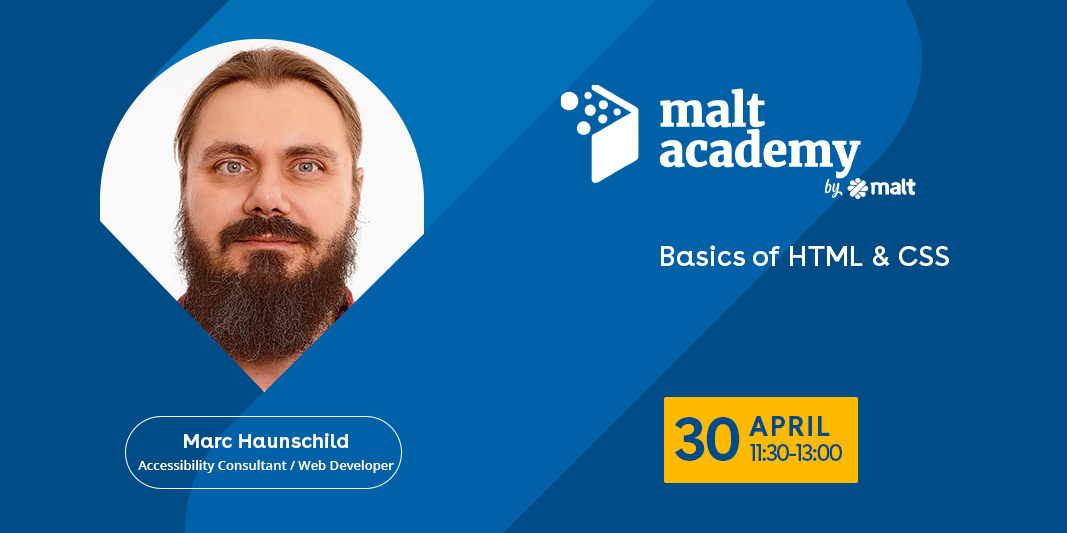 malt
academy
by malt
Basics of HTML & CSS
Marc Haunschild
Accessibility Consultant / Web Developer
30 APRIL
11:30-13:00